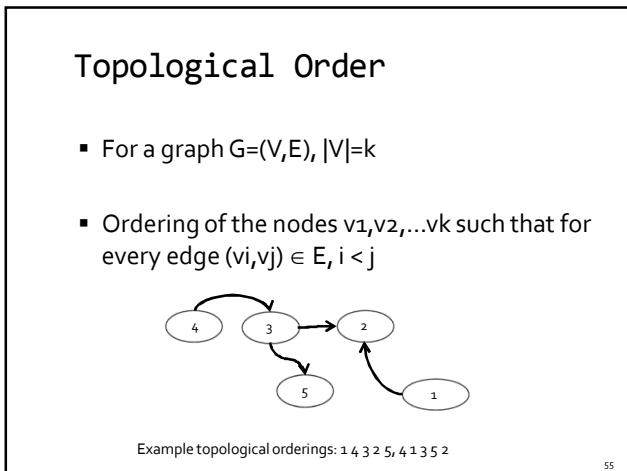 Topological Order
▪ For a graph G=(V,E), |V|=k
▪ Ordering of the nodes v1,v2,…vk such that for
every edge (vi,vj) ∈ E, i < j
4
3
2
5
1
Example topological orderings: 1 4 3 2 5, 4 1 3 5 2
55